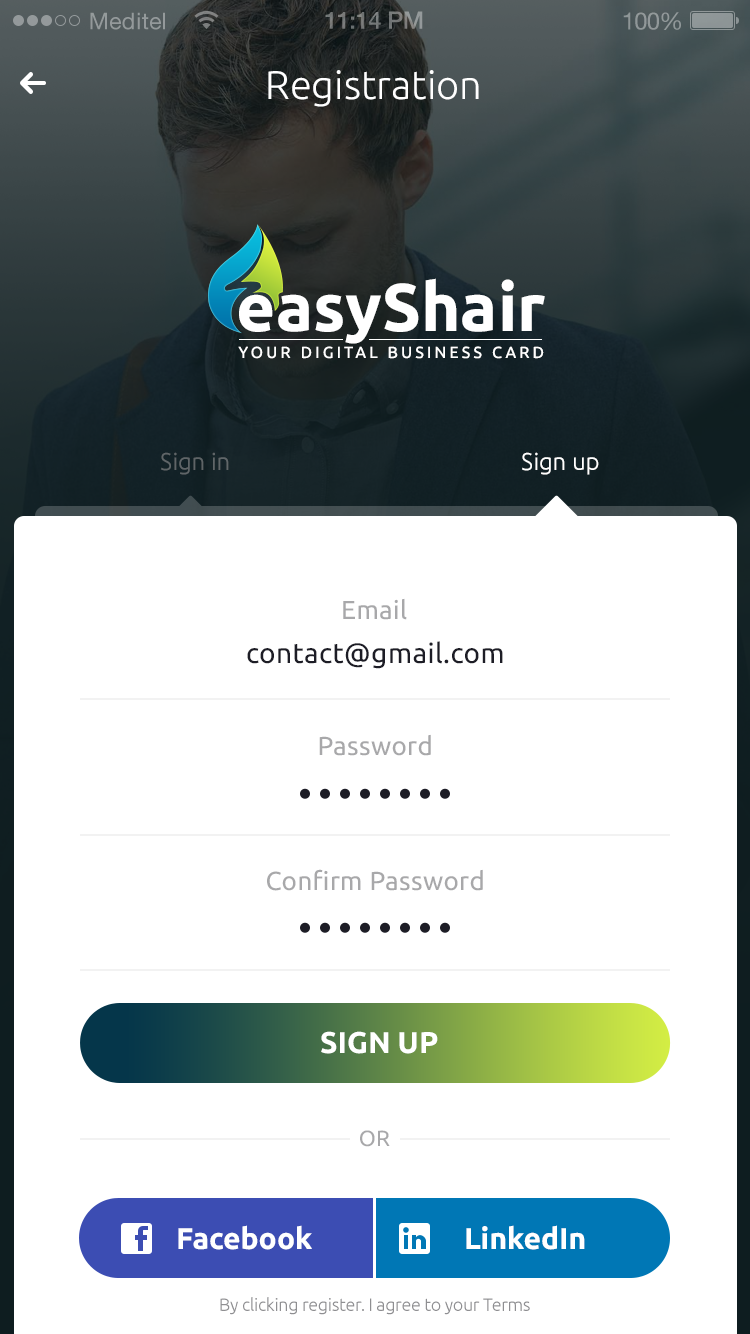 Meditel 11:14 PM 100%
Registration
easyShair
YOUR DIGITAL BUSINESS CARD
Sign in Sign up
Email
contact@gmail.com
Password
Confirm Password
SIGN UP
OR
Facebook LinkedIn
By clicking register. I agree to your Terms